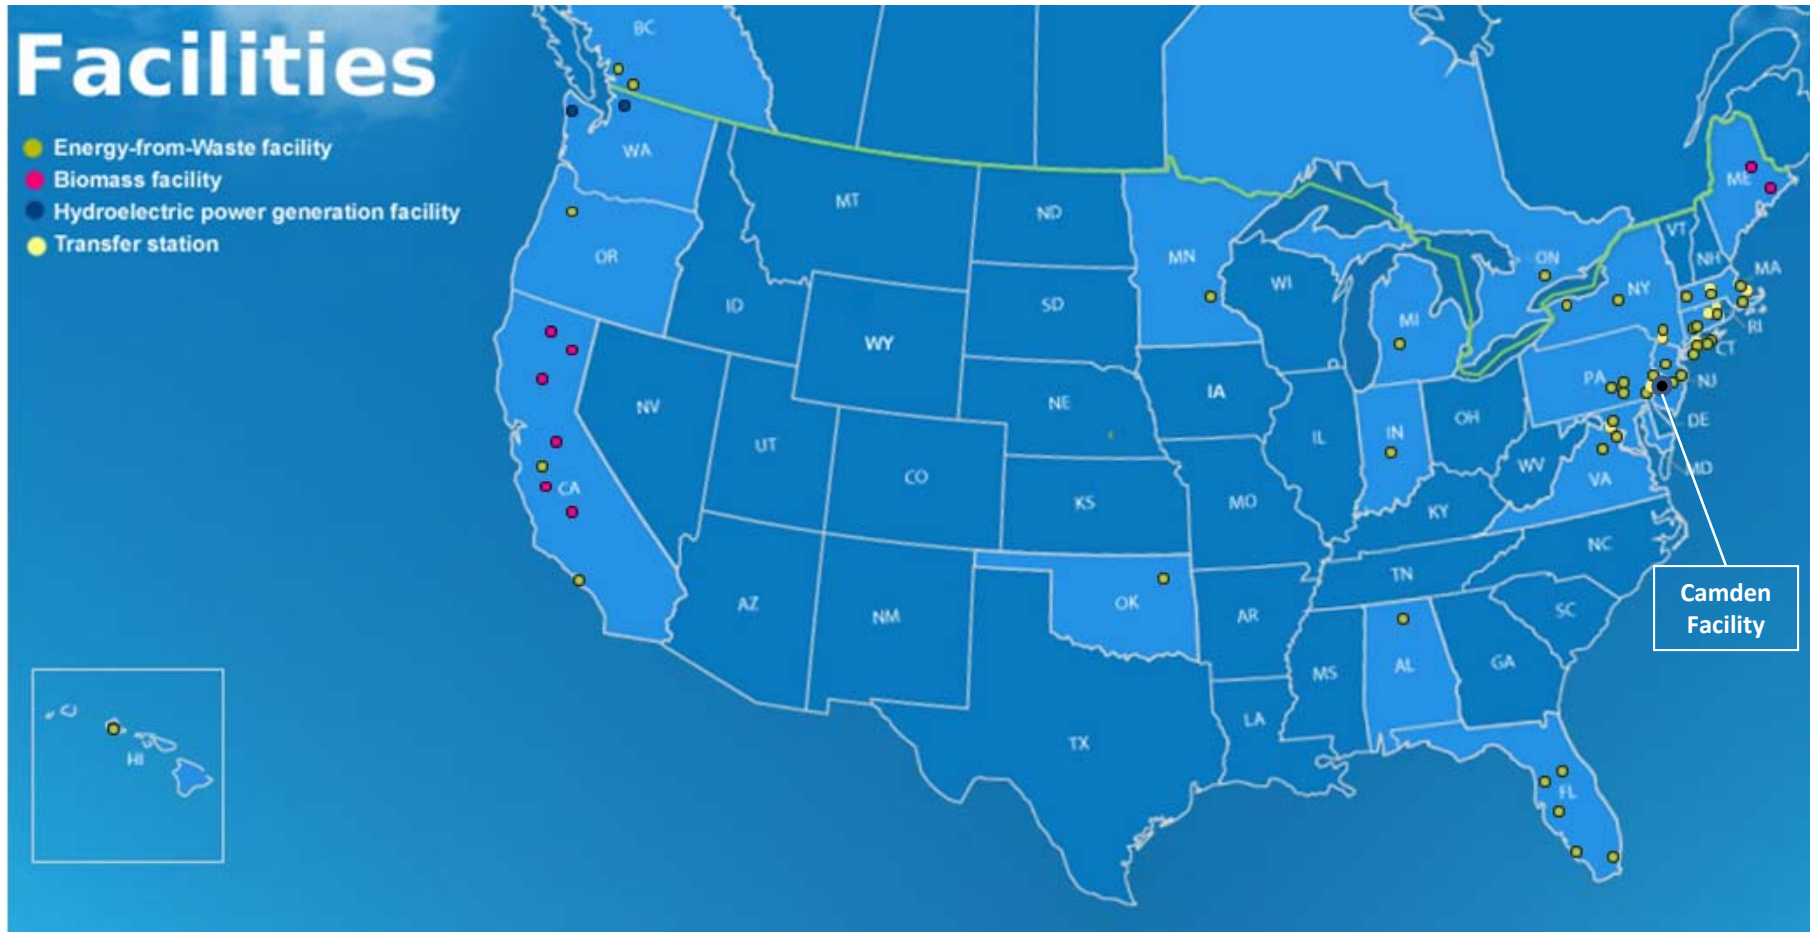 Facilities
Energy-from-Waste facility
Biomass facility
Hydroelectric power generation facility
Transfer station
BC
WA
OR
CA
ID
NV
MT
WY
UT
AZ
CO
NM
ND
SD
NE
KS
OK
TX
MN
IA
MO
AR
LA
WI
IL
MI
IN
OH
KY
TN
MS
AL
GA
FL
SC
NC
VA
WV
PA
NY
ON
VT
NH
ME
MA
RI
CT
NJ
DE
MD
HI
Camden
Facility